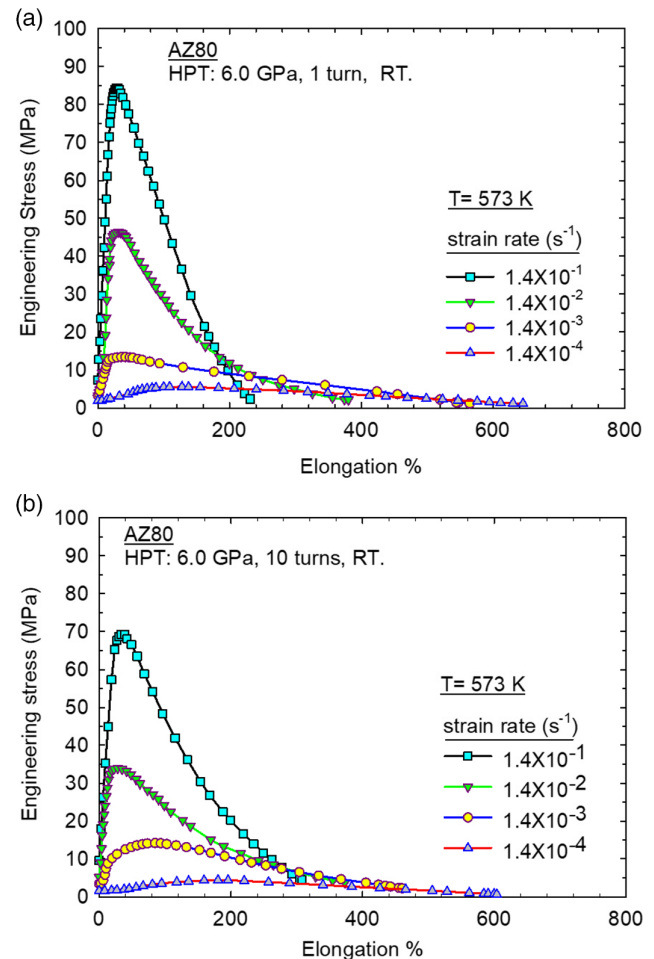 (a)
100
90
80
70
60
50
40
30
20
10
0
Engineering Stress (MPa)
AZ80
HPT: 6.0 GPa, 1 turn, RT.
T= 573 K
strain rate (s⁻¹)
1.4X10⁻¹
1.4X10⁻²
1.4X10⁻³
1.4X10⁻⁴
0 200 400 600 800
Elongation %
(b)
100
90
80
70
60
50
40
30
20
10
0
Engineering stress (MPa)
AZ80
HPT: 6.0 GPa, 10 turns, RT.
T= 573 K
strain rate (s⁻¹)
1.4X10⁻¹
1.4X10⁻²
1.4X10⁻³
1.4X10⁻⁴
0 200 400 600 800
Elongation %